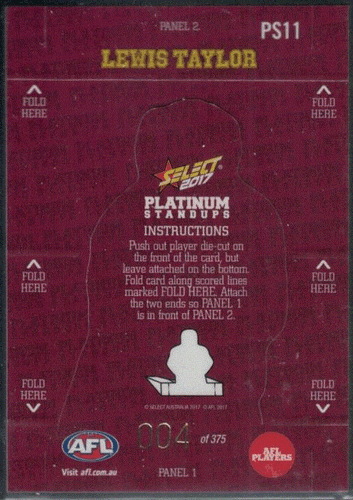 PANEL 2
PS11
LEWIS TAYLOR
FOLD HERE
FOLD HERE
SELECT
2017
PLATINUM
STANDUPS
INSTRUCTIONS
Push out player die-cut on
the front of the card, but
leave attached on the bottom.
Fold card along scored lines
marked FOLD HERE. Attach
the two ends so PANEL 1
is in front of PANEL 2.
FOLD HERE
FOLD HERE
FOLD HERE
FOLD HERE
© SELECT AUSTRALIA 2017 · © AFL 2017
AFL
004 of 375
AFL
PLAYERS
Visit afl.com.au
PANEL 1